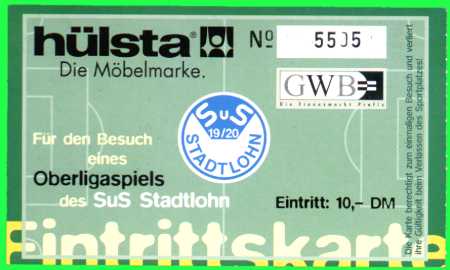 hülsta®
Die Möbelmarke.
№ 5505
GWB
Die Finanzmarkt Profis
SuS
19/20
STADTLOHN
Für den Besuch
eines
Oberligaspiels
des SuS Stadtlohn
Eintritt: 10,– DM
Eintrittskarte
Die Karte berechtigt zum einmaligen Besuch und verliert
ihre Gültigkeit beim Verlassen des Sportplatzes!